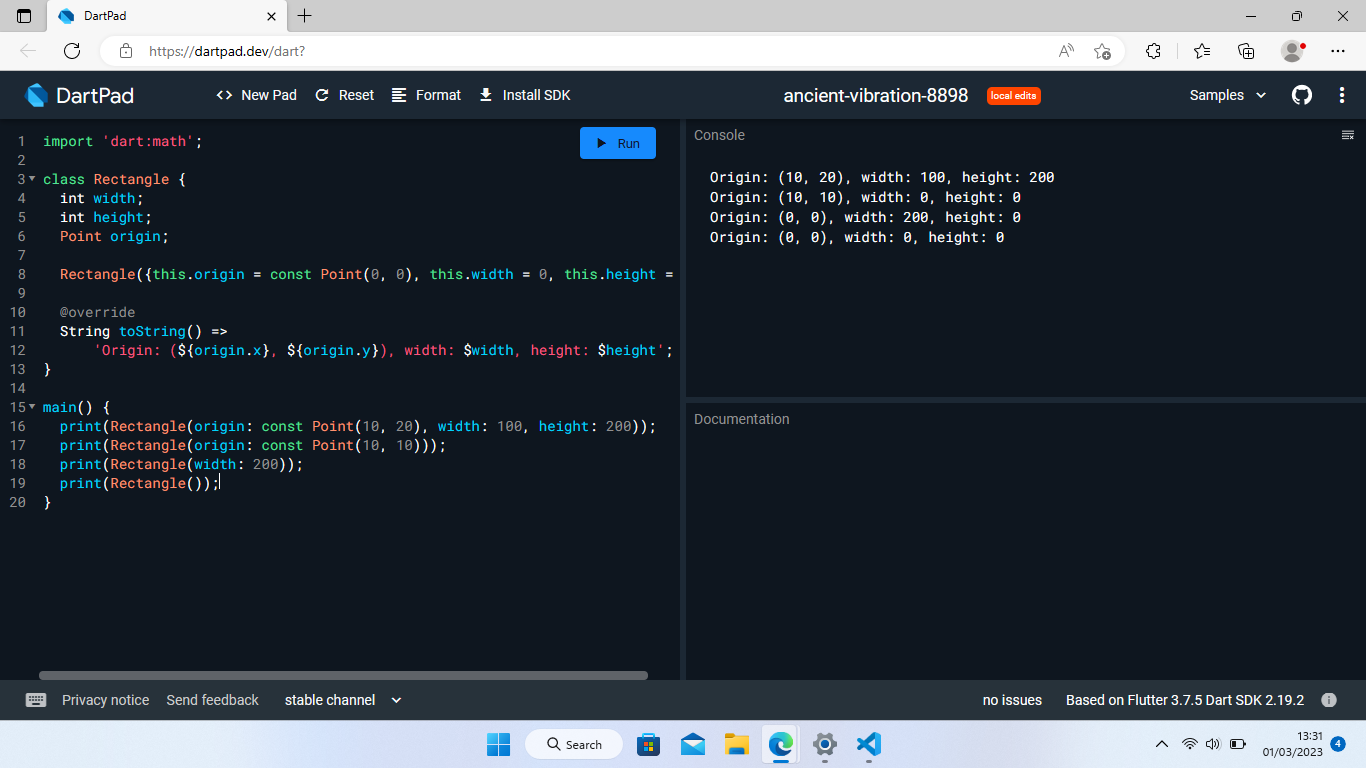 DartPad
https://dartpad.dev/dart?
DartPad
New Pad
Reset
Format
Install SDK
ancient-vibration-8898
local edits
Samples
1 import 'dart:math';
2
3 class Rectangle {
4   int width;
5   int height;
6   Point origin;
7
8   Rectangle({this.origin = const Point(0, 0), this.width = 0, this.height =
9
10   @override
11   String toString() =>
12       'Origin: (${origin.x}, ${origin.y}), width: $width, height: $height';
13 }
14
15 main() {
16   print(Rectangle(origin: const Point(10, 20), width: 100, height: 200));
17   print(Rectangle(origin: const Point(10, 10)));
18   print(Rectangle(width: 200));
19   print(Rectangle());
20 }
Run
Console
Origin: (10, 20), width: 100, height: 200
Origin: (10, 10), width: 0, height: 0
Origin: (0, 0), width: 200, height: 0
Origin: (0, 0), width: 0, height: 0
Documentation
Privacy notice
Send feedback
stable channel
no issues
Based on Flutter 3.7.5 Dart SDK 2.19.2
Search
13:31
01/03/2023
4